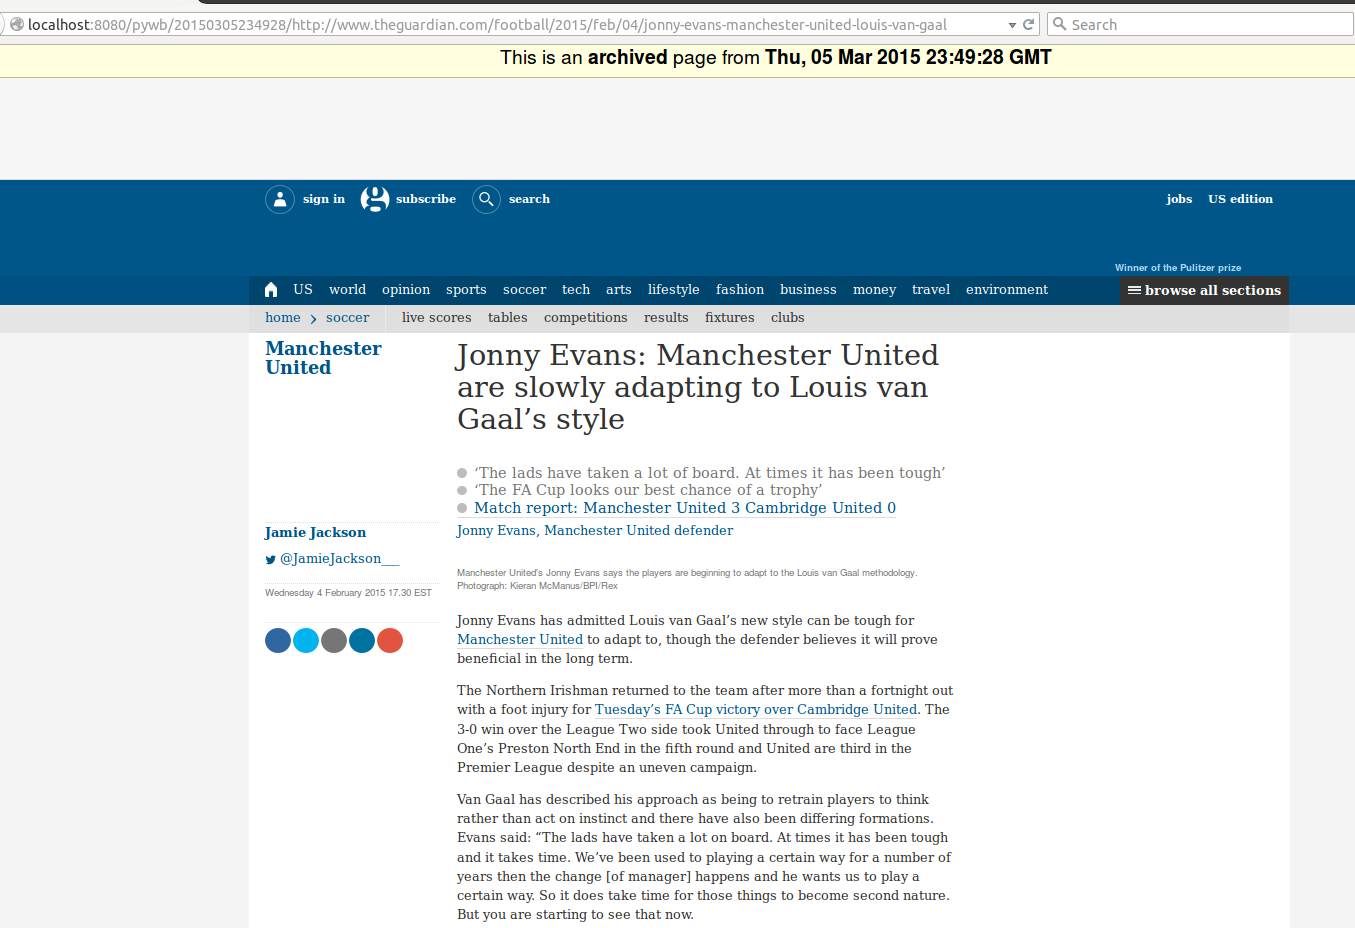 localhost:8080/pywb/20150305234928/http://www.theguardian.com/football/2015/feb/04/jonny-evans-manchester-united-louis-van-gaal
Search
This is an archived page from Thu, 05 Mar 2015 23:49:28 GMT
sign in subscribe search jobs US edition
Winner of the Pulitzer prize
US world opinion sports soccer tech arts lifestyle fashion business money travel environment browse all sections
home soccer live scores tables competitions results fixtures clubs
Manchester
United
Jonny Evans: Manchester United
are slowly adapting to Louis van
Gaal’s style
‘The lads have taken a lot of board. At times it has been tough’
‘The FA Cup looks our best chance of a trophy’
Match report: Manchester United 3 Cambridge United 0
Jamie Jackson
@JamieJackson___
Wednesday 4 February 2015 17.30 EST
Jonny Evans, Manchester United defender
Manchester United's Jonny Evans says the players are beginning to adapt to the Louis van Gaal methodology.
Photograph: Kieran McManus/BPI/Rex
Jonny Evans has admitted Louis van Gaal’s new style can be tough for
Manchester United to adapt to, though the defender believes it will prove
beneficial in the long term.
The Northern Irishman returned to the team after more than a fortnight out
with a foot injury for Tuesday’s FA Cup victory over Cambridge United. The
3-0 win over the League Two side took United through to face League
One’s Preston North End in the fifth round and United are third in the
Premier League despite an uneven campaign.
Van Gaal has described his approach as being to retrain players to think
rather than act on instinct and there have also been differing formations.
Evans said: “The lads have taken a lot on board. At times it has been tough
and it takes time. We’ve been used to playing a certain way for a number of
years then the change [of manager] happens and he wants us to play a
certain way. So it does take time for those things to become second nature.
But you are starting to see that now.